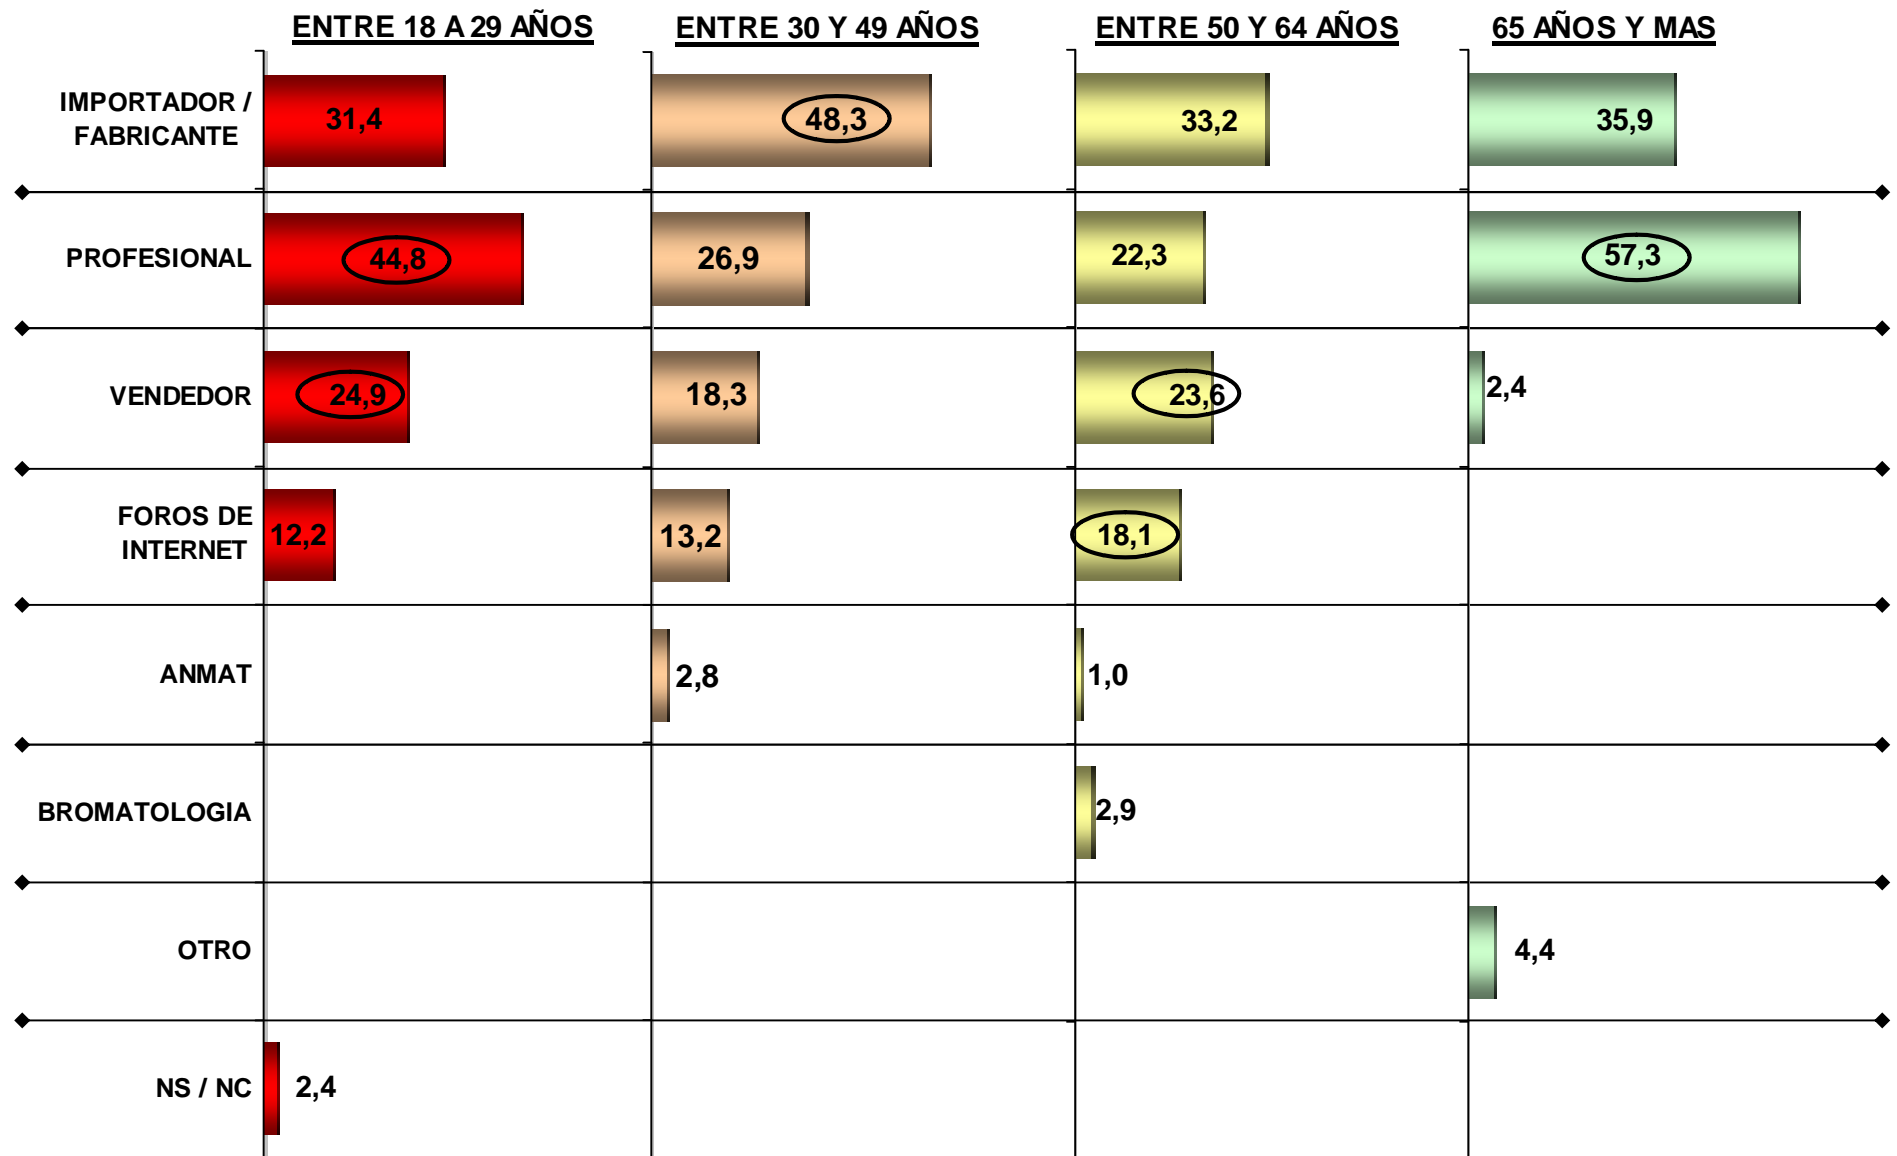 ENTRE 18 A 29 AÑOS
ENTRE 30 Y 49 AÑOS
ENTRE 50 Y 64 AÑOS
65 AÑOS Y MAS
IMPORTADOR /
FABRICANTE
31,4
48,3
33,2
35,9
PROFESIONAL
44,8
26,9
22,3
57,3
VENDEDOR
24,9
18,3
23,6
2,4
FOROS DE
INTERNET
12,2
13,2
18,1
ANMAT
2,8
1,0
BROMATOLOGIA
2,9
OTRO
4,4
NS / NC
2,4